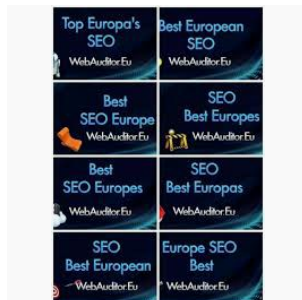 Top Europa's
SEO
WebAuditor.Eu
Best European
SEO
WebAuditor.Eu
Best
SEO Europe
WebAuditor.Eu
SEO
Best Europes
WebAuditor.Eu
Best
SEO Europes
WebAuditor.Eu
SEO
Best Europas
WebAuditor.Eu
SEO
Best European
WebAuditor.Eu
Europe SEO
Best
WebAuditor.Eu